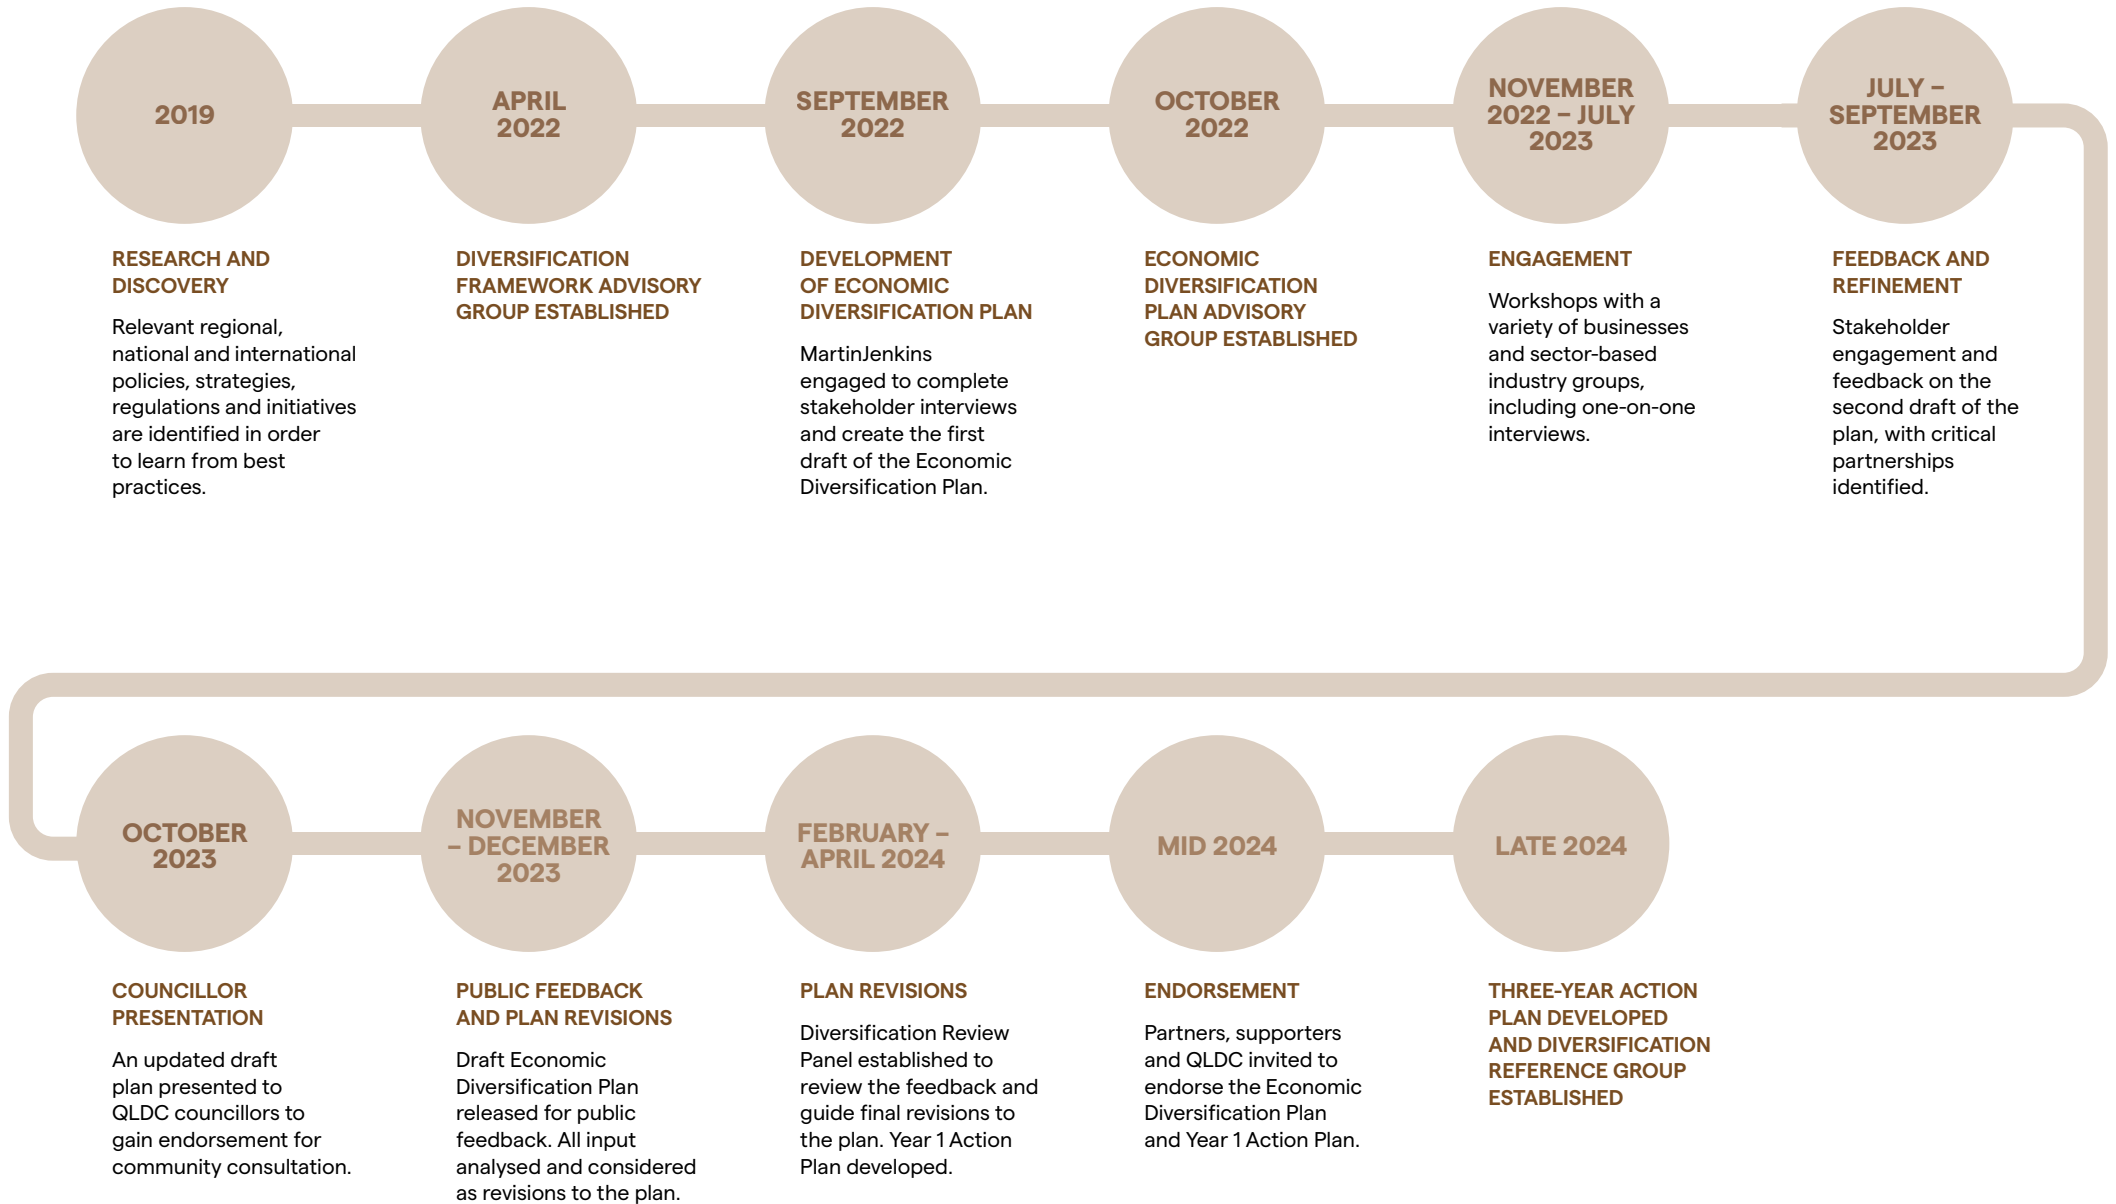 2019
APRIL
2022
SEPTEMBER
2022
OCTOBER
2022
NOVEMBER
2022 – JULY
2023
JULY –
SEPTEMBER
2023
RESEARCH AND
DISCOVERY
Relevant regional,
national and international
policies, strategies,
regulations and initiatives
are identified in order
to learn from best
practices.
DIVERSIFICATION
FRAMEWORK ADVISORY
GROUP ESTABLISHED
DEVELOPMENT
OF ECONOMIC
DIVERSIFICATION PLAN
MartinJenkins
engaged to complete
stakeholder interviews
and create the first
draft of the Economic
Diversification Plan.
ECONOMIC
DIVERSIFICATION
PLAN ADVISORY
GROUP ESTABLISHED
ENGAGEMENT
Workshops with a
variety of businesses
and sector-based
industry groups,
including one-on-one
interviews.
FEEDBACK AND
REFINEMENT
Stakeholder
engagement and
feedback on the
second draft of the
plan, with critical
partnerships
identified.
OCTOBER
2023
NOVEMBER
– DECEMBER
2023
FEBRUARY –
APRIL 2024
MID 2024
LATE 2024
COUNCILLOR
PRESENTATION
An updated draft
plan presented to
QLDC councillors to
gain endorsement for
community consultation.
PUBLIC FEEDBACK
AND PLAN REVISIONS
Draft Economic
Diversification Plan
released for public
feedback. All input
analysed and considered
as revisions to the plan.
PLAN REVISIONS
Diversification Review
Panel established to
review the feedback and
guide final revisions to
the plan. Year 1 Action
Plan developed.
ENDORSEMENT
Partners, supporters
and QLDC invited to
endorse the Economic
Diversification Plan
and Year 1 Action Plan.
THREE-YEAR ACTION
PLAN DEVELOPED
AND DIVERSIFICATION
REFERENCE GROUP
ESTABLISHED